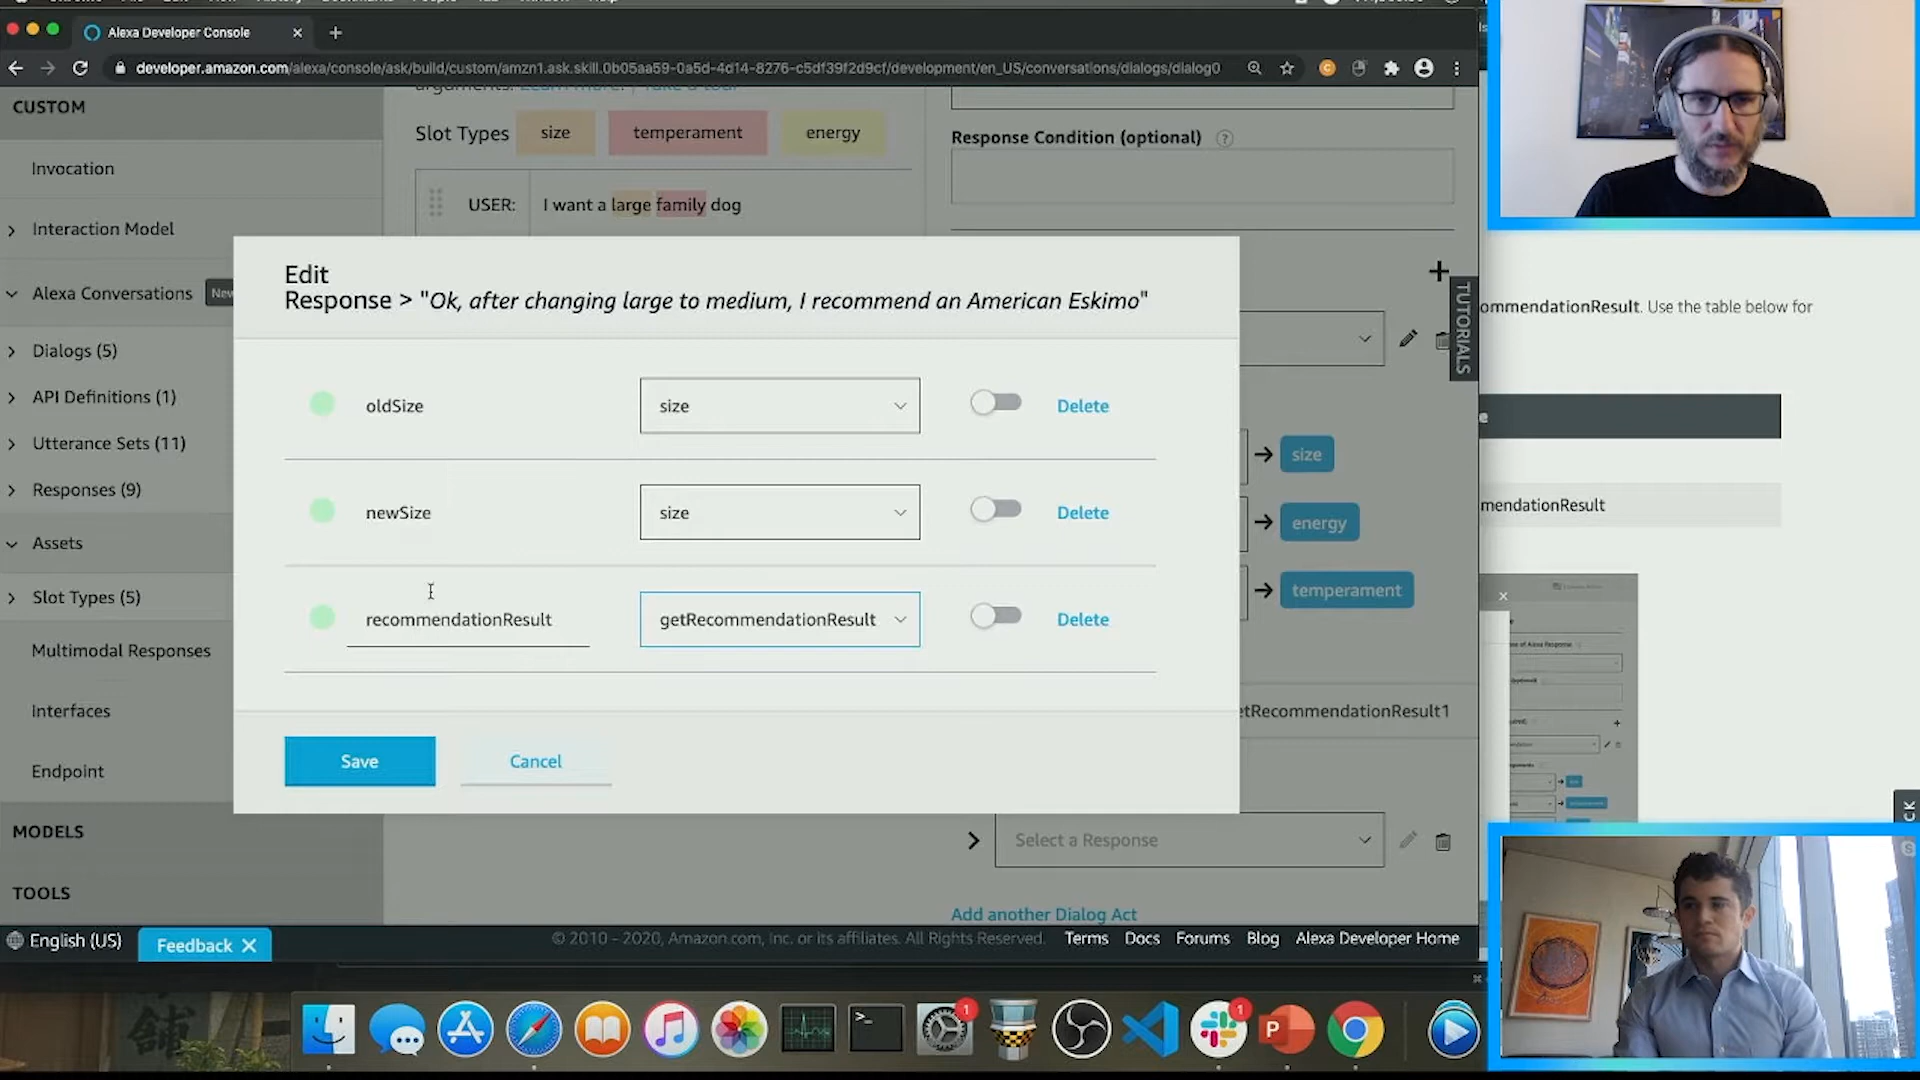 Alexa Developer Console
developer.amazon.com/alexa/console/ask/build/custom/amzn1.ask.skill.0b05aa59-0a5d-4d14-8276-c5df39f2d9cf/development/en_US/conversations/dialogs/dialog0
CUSTOM
Invocation
Interaction Model
Alexa Conversations New
Dialogs (5)
API Definitions (1)
Utterance Sets (11)
Responses (9)
Assets
Slot Types (5)
Multimodal Responses
Interfaces
Endpoint
MODELS
TOOLS
English (US)
Feedback
Slot Types size temperament energy
USER: I want a large family dog
Response Condition (optional) ?
Edit
Response > "Ok, after changing large to medium, I recommend an American Eskimo"
oldSize size Delete
newSize size Delete
recommendationResult getRecommendationResult Delete
Save Cancel
TUTORIALS
size
energy
temperament
etRecommendationResult1
Select a Response
Add another Dialog Act
© 2010 - 2020, Amazon.com, Inc. or its affiliates. All Rights Reserved. Terms Docs Forums Blog Alexa Developer Home
ommendationResult. Use the table below for
e
mendationResult
CK
1
1
P
S